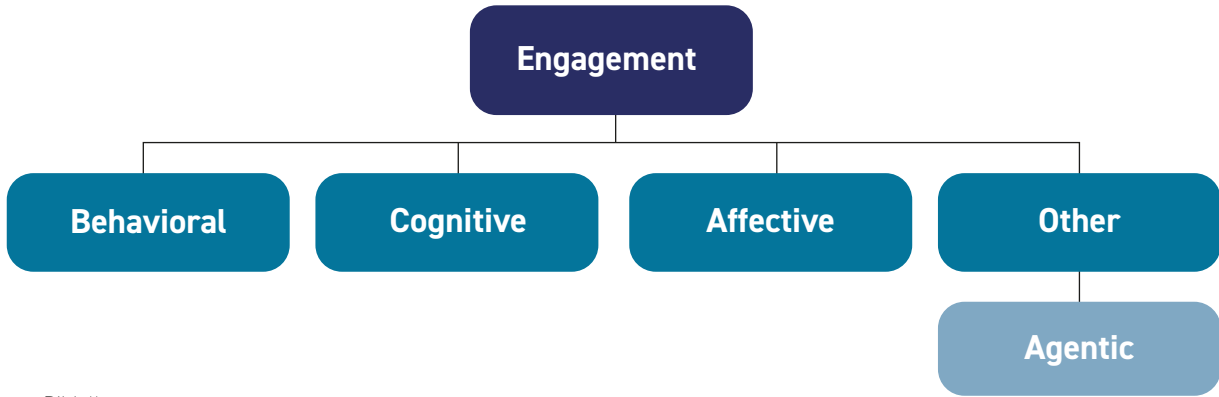 Engagement
Behavioral
Cognitive
Affective
Other
Agentic